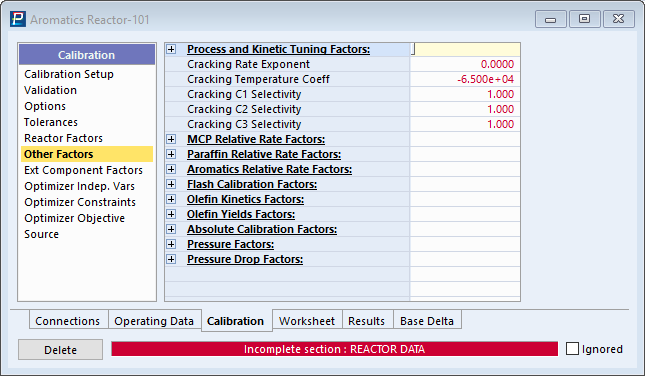 Aromatics Reactor-101
Calibration
Calibration Setup
Validation
Options
Tolerances
Reactor Factors
Other Factors
Ext Component Factors
Optimizer Indep. Vars
Optimizer Constraints
Optimizer Objective
Source
Process and Kinetic Tuning Factors:
Cracking Rate Exponent 0.0000
Cracking Temperature Coeff -6.500e+04
Cracking C1 Selectivity 1.000
Cracking C2 Selectivity 1.000
Cracking C3 Selectivity 1.000
MCP Relative Rate Factors:
Paraffin Relative Rate Factors:
Aromatics Relative Rate Factors:
Flash Calibration Factors:
Olefin Kinetics Factors:
Olefin Yields Factors:
Absolute Calibration Factors:
Pressure Factors:
Pressure Drop Factors:
Connections Operating Data Calibration Worksheet Results Base Delta
Delete Incomplete section : REACTOR DATA Ignored